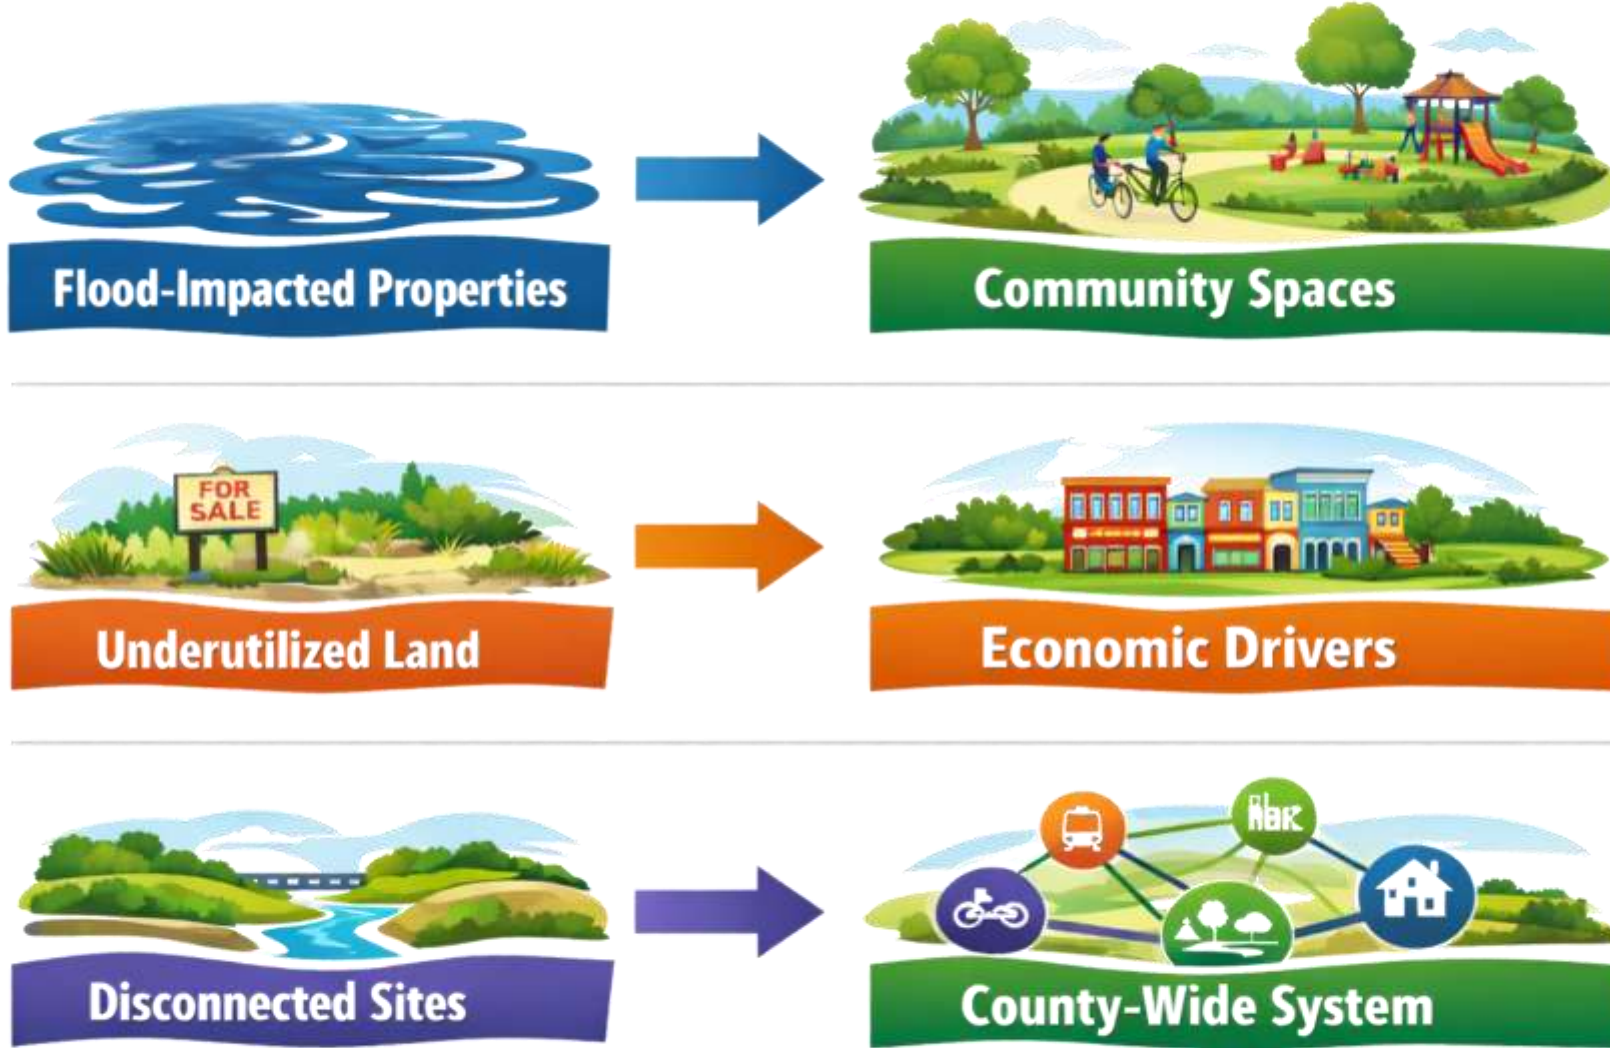 Flood-Impacted Properties
Community Spaces
FOR
SALE
Underutilized Land
Economic Drivers
Disconnected Sites
County-Wide System